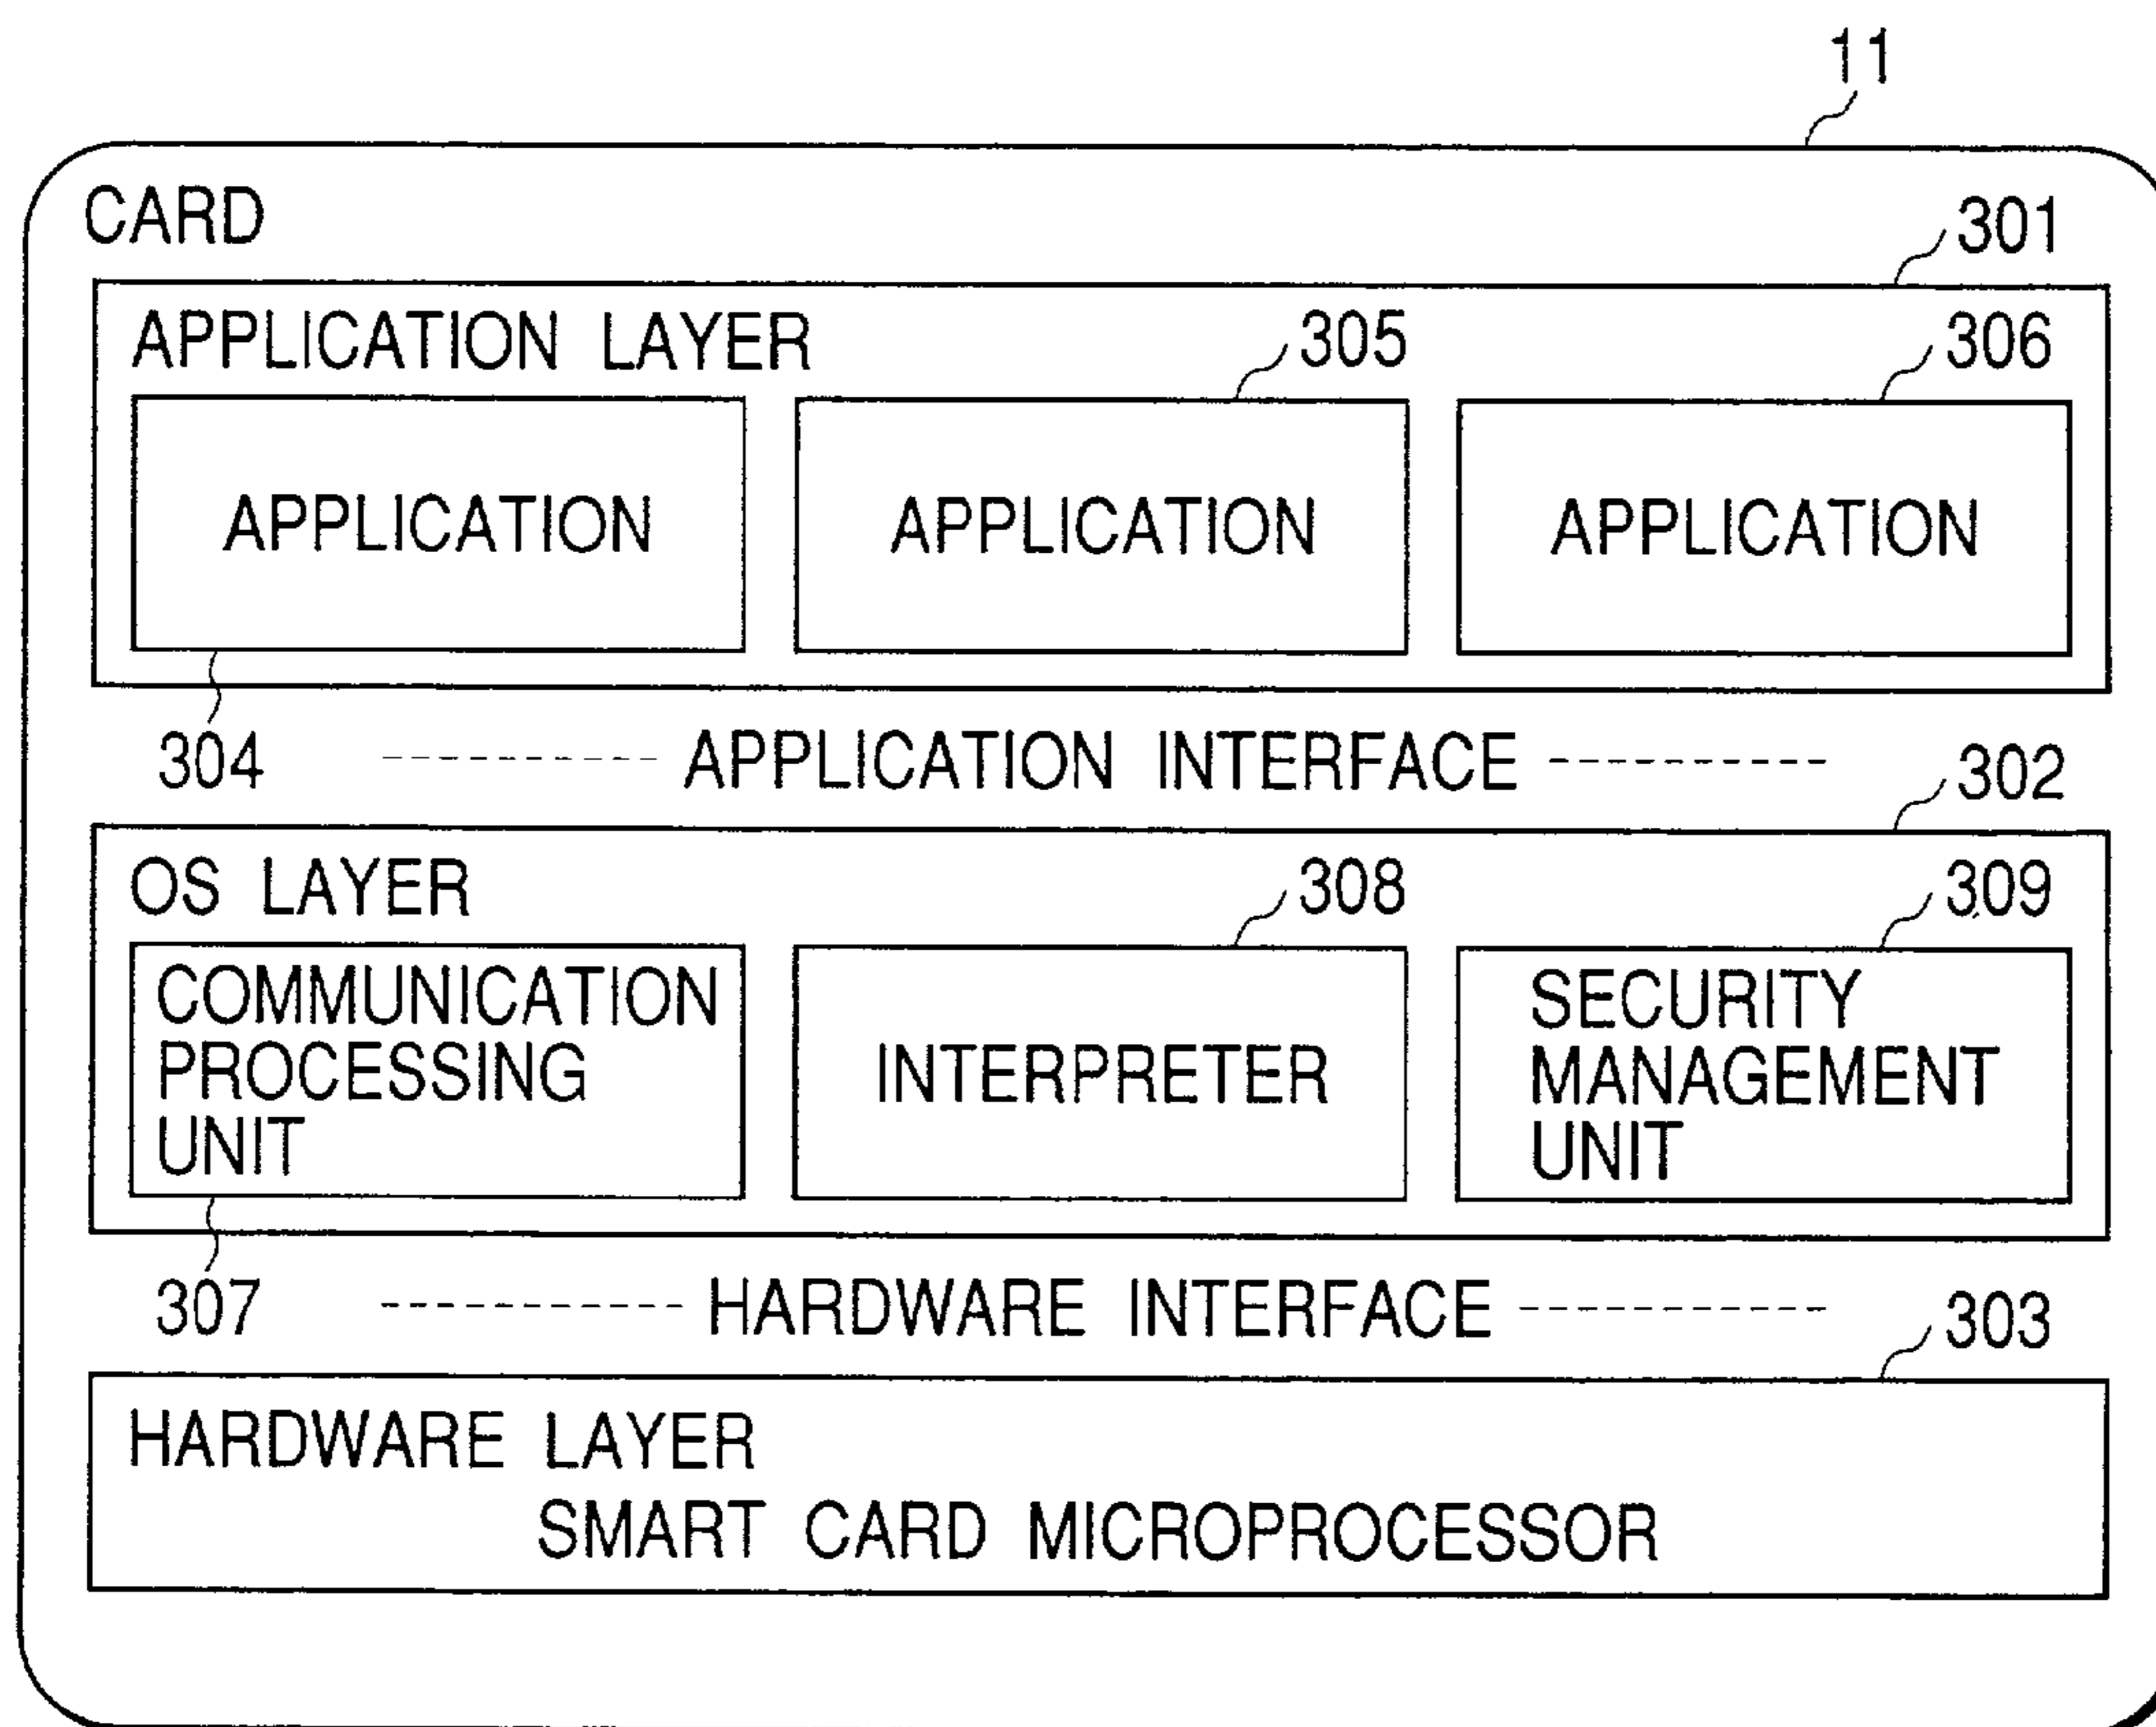 11
CARD
301
APPLICATION LAYER
305
306
APPLICATION
APPLICATION
APPLICATION
304
APPLICATION INTERFACE
302
OS LAYER
308
309
COMMUNICATION
PROCESSING
UNIT
INTERPRETER
SECURITY
MANAGEMENT
UNIT
307
HARDWARE INTERFACE
303
HARDWARE LAYER
SMART CARD MICROPROCESSOR